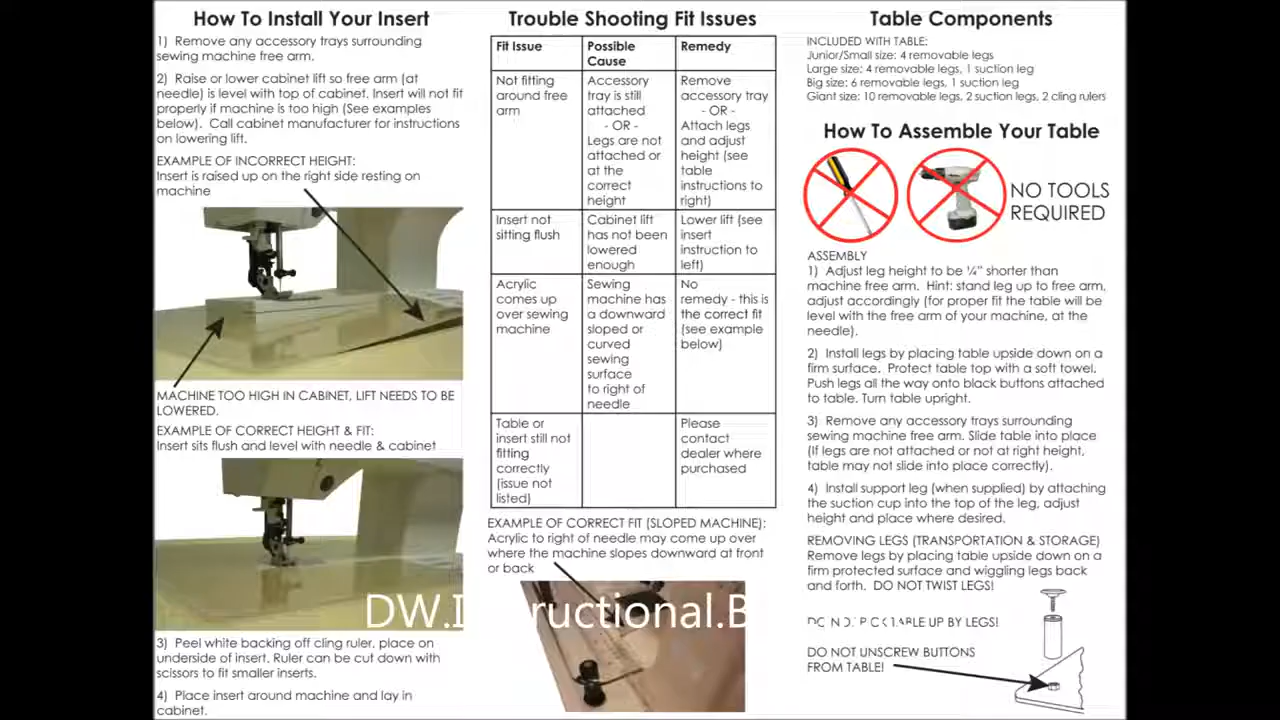 How To Install Your Insert
1) Remove any accessory trays surrounding
sewing machine free arm.
2) Raise or lower cabinet lift so free arm (at
needle) is level with top of cabinet. Insert will not fit
properly if machine is too high (See examples
below). Call cabinet manufacturer for instructions
on lowering lift.
EXAMPLE OF INCORRECT HEIGHT:
Insert is raised up on the right side resting on
machine
MACHINE TOO HIGH IN CABINET, LIFT NEEDS TO BE
LOWERED.
EXAMPLE OF CORRECT HEIGHT & FIT:
Insert sits flush and level with needle & cabinet
3) Peel white backing off cling ruler, place on
underside of insert. Ruler can be cut down with
scissors to fit smaller inserts.
4) Place insert around machine and lay in
cabinet.
Trouble Shooting Fit Issues
Fit Issue
Possible
Cause
Remedy
Not fitting
around free
arm
Accessory
tray is still
attached
- OR -
Legs are not
attached or
at the
correct
height
Remove
accessory tray
- OR -
Attach legs
and adjust
height (see
table
instructions to
right)
Insert not
sitting flush
Cabinet lift
has not been
lowered
enough
Lower lift (see
insert
instruction to
left)
Acrylic
comes up
over sewing
machine
Sewing
machine has
a downward
sloped or
curved
sewing
surface
to right of
needle
No
remedy - this is
the correct fit
(see example
below)
Table or
insert still not
fitting
correctly
(issue not
listed)
Please
contact
dealer where
purchased
EXAMPLE OF CORRECT FIT (SLOPED MACHINE):
Acrylic to right of needle may come up over
where the machine slopes downward at front
or back
Table Components
INCLUDED WITH TABLE:
Junior/Small size: 4 removable legs
Large size: 4 removable legs, 1 suction leg
Big size: 6 removable legs, 1 suction leg
Giant size: 10 removable legs, 2 suction legs, 2 cling rulers
How To Assemble Your Table
NO TOOLS
REQUIRED
ASSEMBLY
1) Adjust leg height to be ¼" shorter than
machine free arm. Hint: stand leg up to free arm,
adjust accordingly (for proper fit the table will be
level with the free arm of your machine, at the
needle).
2) Install legs by placing table upside down on a
firm surface. Protect table top with a soft towel.
Push legs all the way onto black buttons attached
to table. Turn table upright.
3) Remove any accessory trays surrounding
sewing machine free arm. Slide table into place
(If legs are not attached or not at right height,
table may not slide into place correctly).
4) Install support leg (when supplied) by attaching
the suction cup into the top of the leg, adjust
height and place where desired.
REMOVING LEGS (TRANSPORTATION & STORAGE)
Remove legs by placing table upside down on a
firm protected surface and wiggling legs back
and forth. DO NOT TWIST LEGS!
UP BY LEGS!
DO NOT UNSCREW BUTTONS
FROM TABLE!